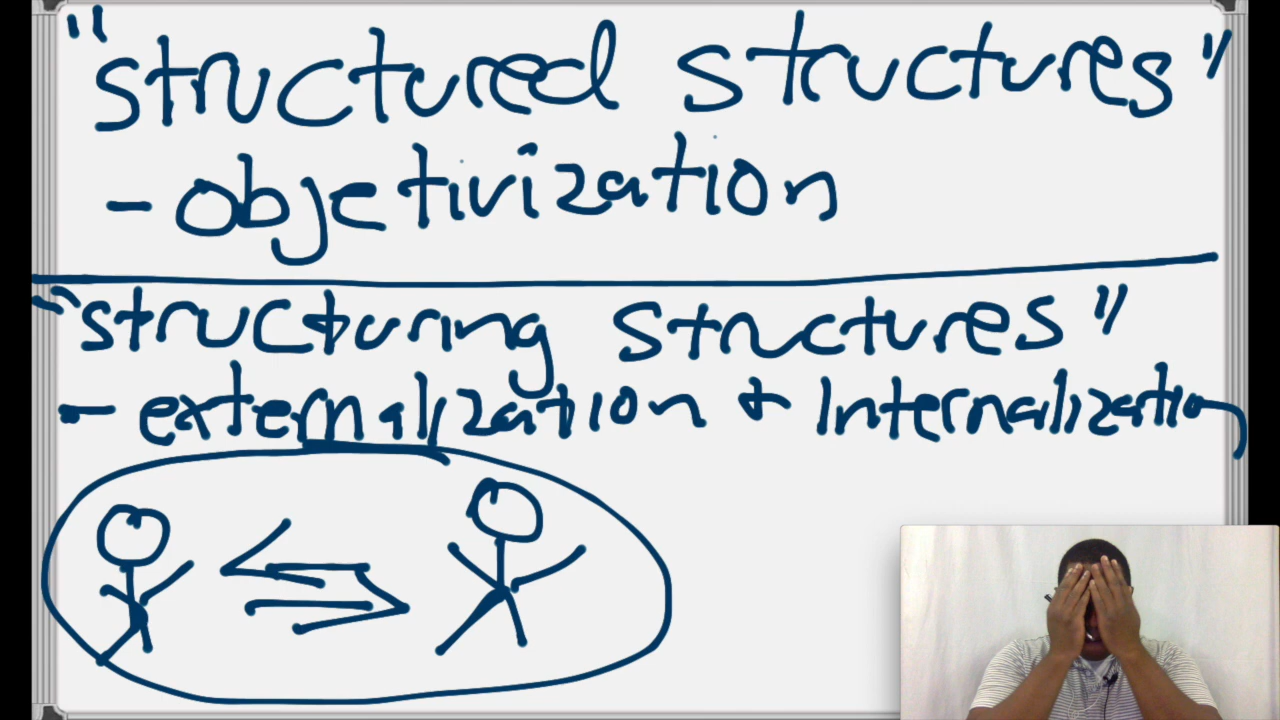 "structured structures"
- objetivization
"structuring structures"
- externalization + Internalization